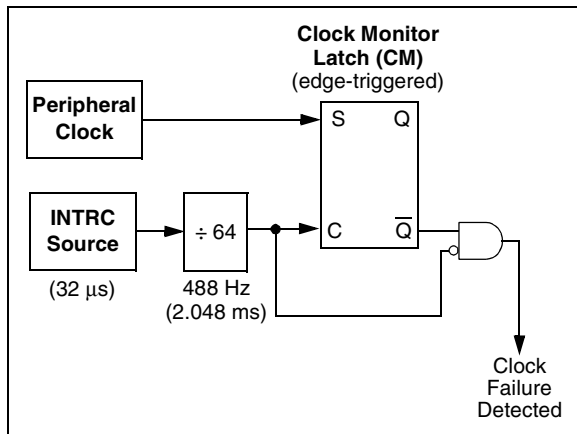 Clock Monitor
Latch (CM)
(edge-triggered)
Peripheral
Clock
S Q
INTRC
Source
÷ 64
C Q̅
(32 μs)
488 Hz
(2.048 ms)
Clock
Failure
Detected